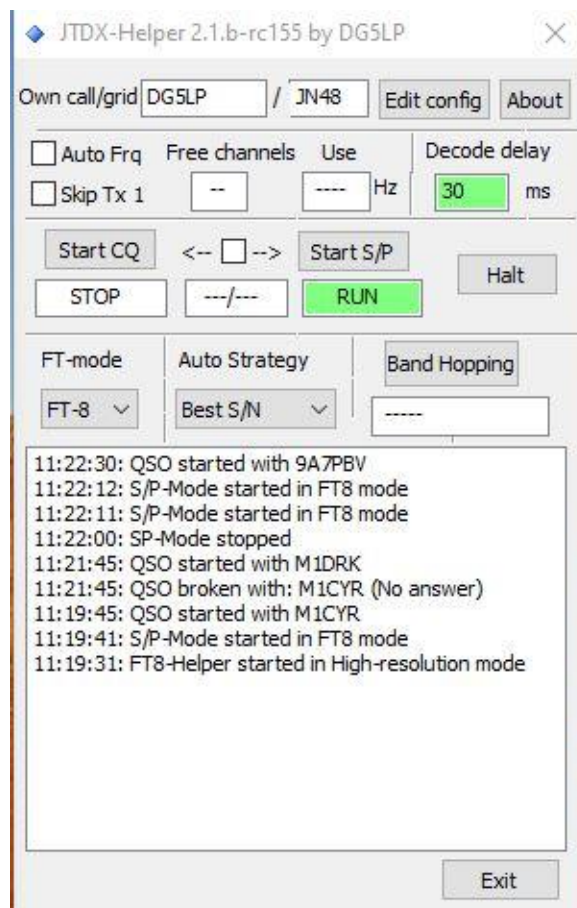 JTDX-Helper 2.1.b-rc155 by DG5LP
Own call/grid DG5LP / JN48 Edit config About
Auto Frq Free channels Use Decode delay
Skip Tx 1 -- ---- Hz 30 ms
Start CQ <-- --> Start S/P Halt
STOP ---/--- RUN
FT-mode Auto Strategy Band Hopping
FT-8 Best S/N -----
11:22:30: QSO started with 9A7PBV
11:22:12: S/P-Mode started in FT8 mode
11:22:11: S/P-Mode started in FT8 mode
11:22:00: SP-Mode stopped
11:21:45: QSO started with M1DRK
11:21:45: QSO broken with: M1CYR (No answer)
11:19:45: QSO started with M1CYR
11:19:41: S/P-Mode started in FT8 mode
11:19:31: FT8-Helper started in High-resolution mode
Exit